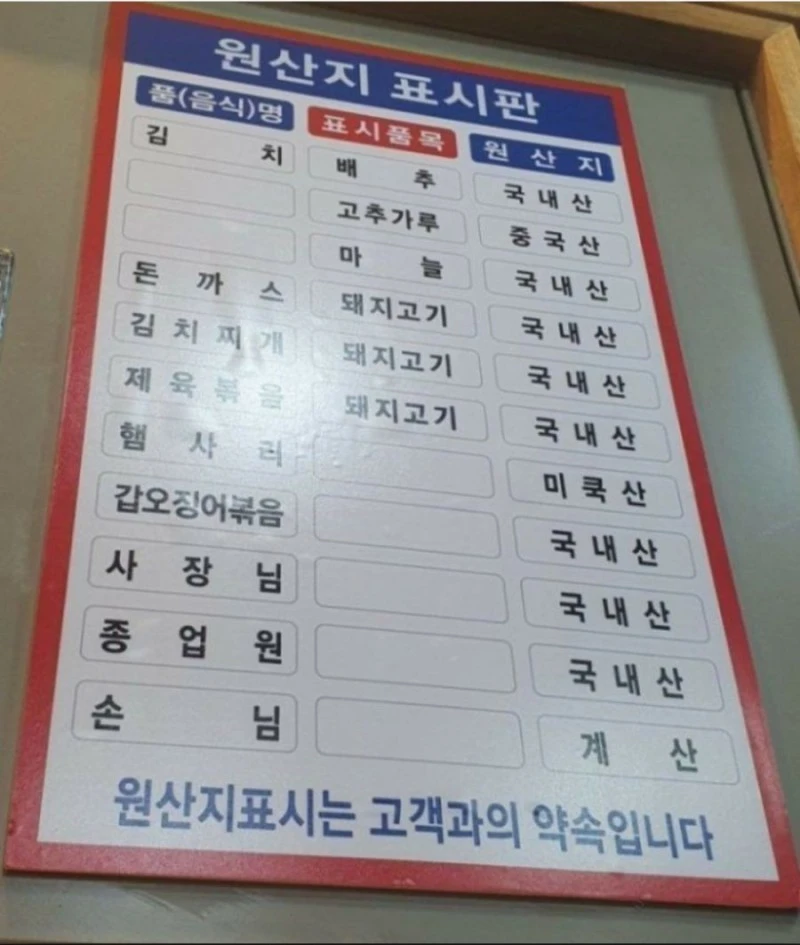 원산지 표시판
품(음식)명 표시품목 원산지
김치 배추 국내산
고추가루 중국산
마늘 국내산
돈까스 돼지고기 국내산
김치찌개 돼지고기 국내산
제육볶음 돼지고기 국내산
햄사리 미국산
갑오징어볶음 국내산
사장님 국내산
종업원 국내산
손님 계산
원산지표시는 고객과의 약속입니다